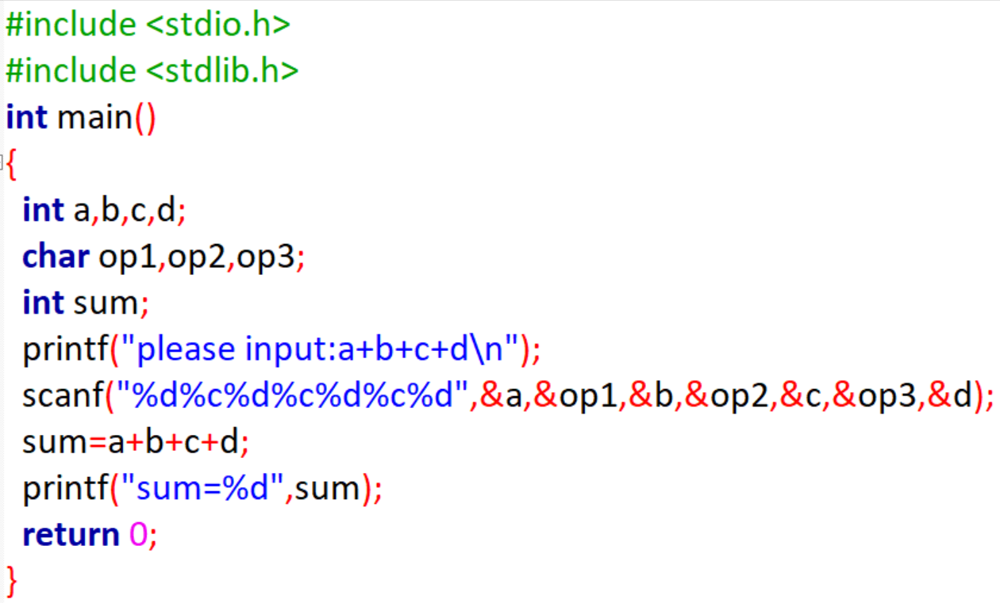 #include <stdio.h>
#include <stdlib.h>
int main()
{
int a,b,c,d;
char op1,op2,op3;
int sum;
printf("please input:a+b+c+d\n");
scanf("%d%c%d%c%d%c%d",&a,&op1,&b,&op2,&c,&op3,&d);
sum=a+b+c+d;
printf("sum=%d",sum);
return 0;
}